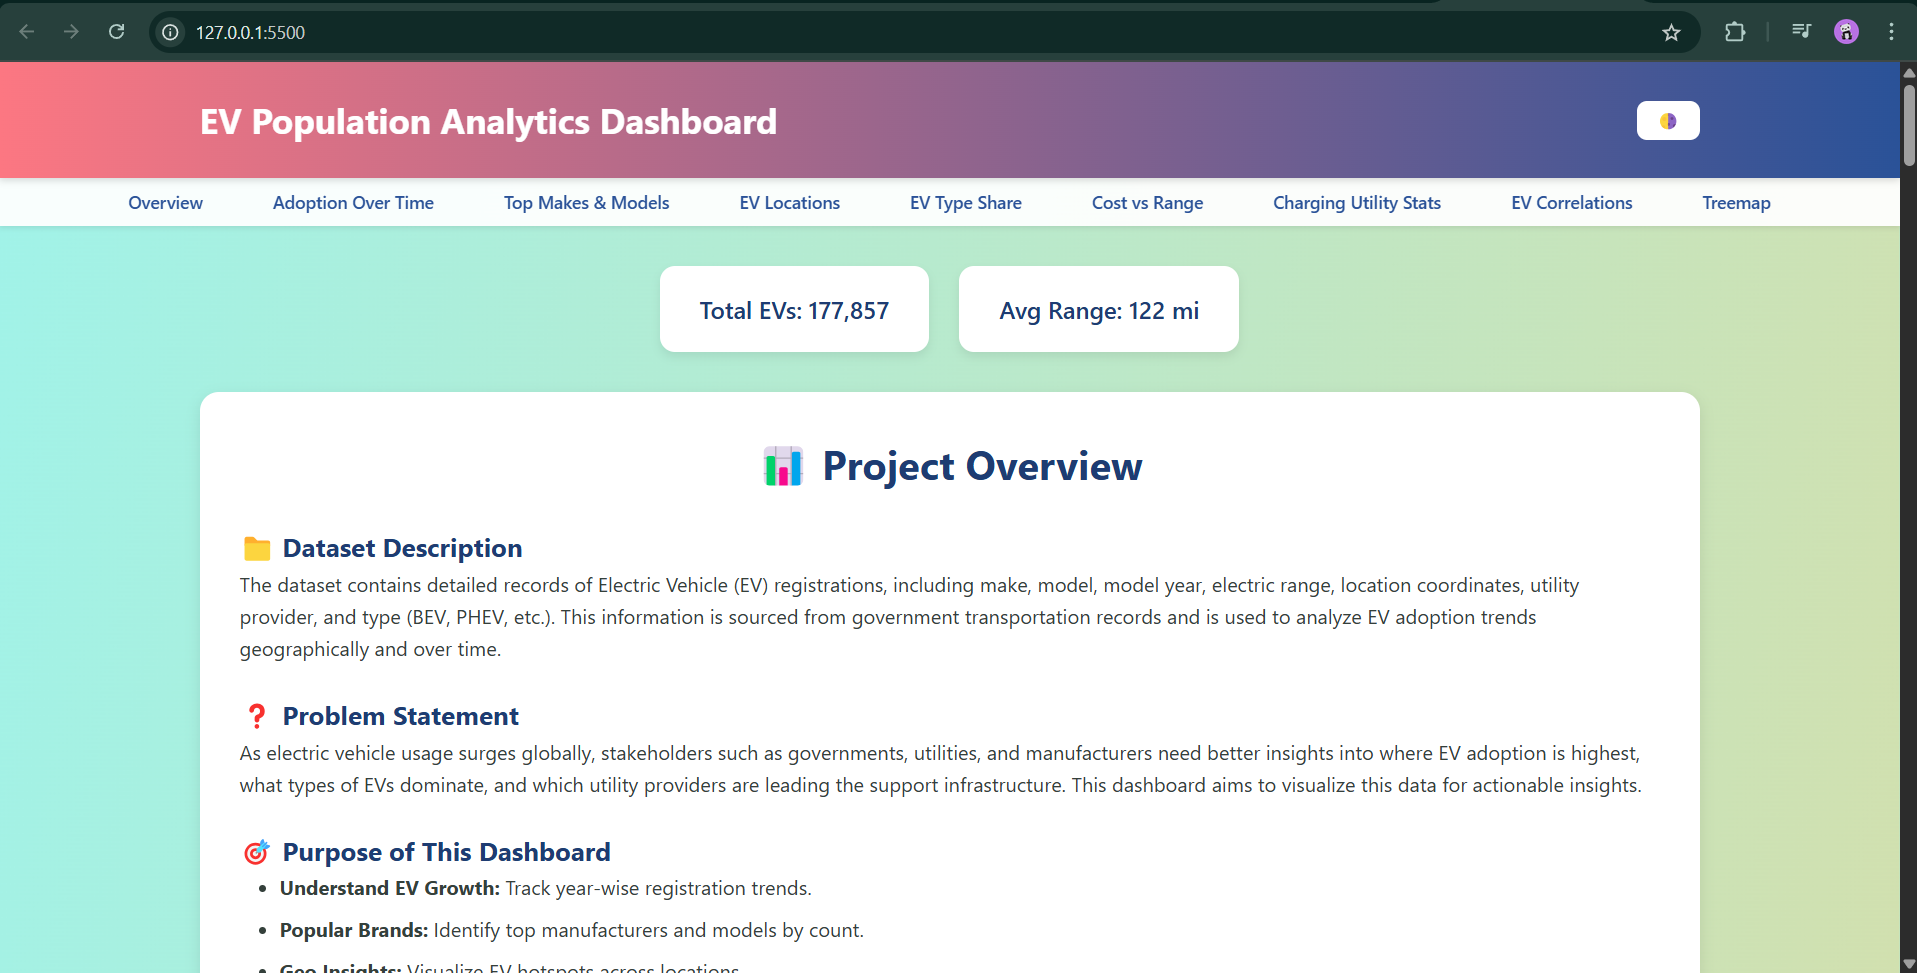 127.0.0.1:5500
EV Population Analytics Dashboard
Overview Adoption Over Time Top Makes & Models EV Locations EV Type Share Cost vs Range Charging Utility Stats EV Correlations Treemap
Total EVs: 177,857 Avg Range: 122 mi
Project Overview
Dataset Description
The dataset contains detailed records of Electric Vehicle (EV) registrations, including make, model, model year, electric range, location coordinates, utility
provider, and type (BEV, PHEV, etc.). This information is sourced from government transportation records and is used to analyze EV adoption trends
geographically and over time.
Problem Statement
As electric vehicle usage surges globally, stakeholders such as governments, utilities, and manufacturers need better insights into where EV adoption is highest,
what types of EVs dominate, and which utility providers are leading the support infrastructure. This dashboard aims to visualize this data for actionable insights.
Purpose of This Dashboard
• Understand EV Growth: Track year-wise registration trends.
• Popular Brands: Identify top manufacturers and models by count.
• Geo Insights: Visualize EV hotspots across locations.